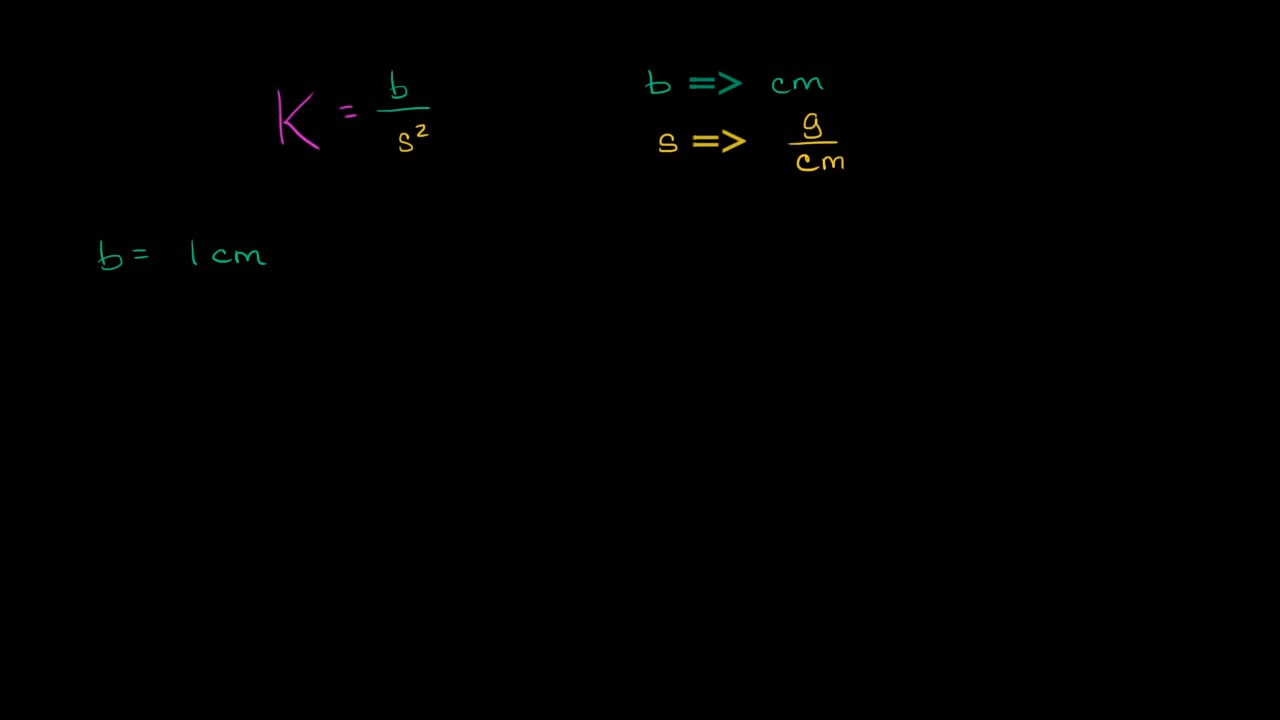 K = b/s²
b => cm
s => g/cm
b = 1 cm